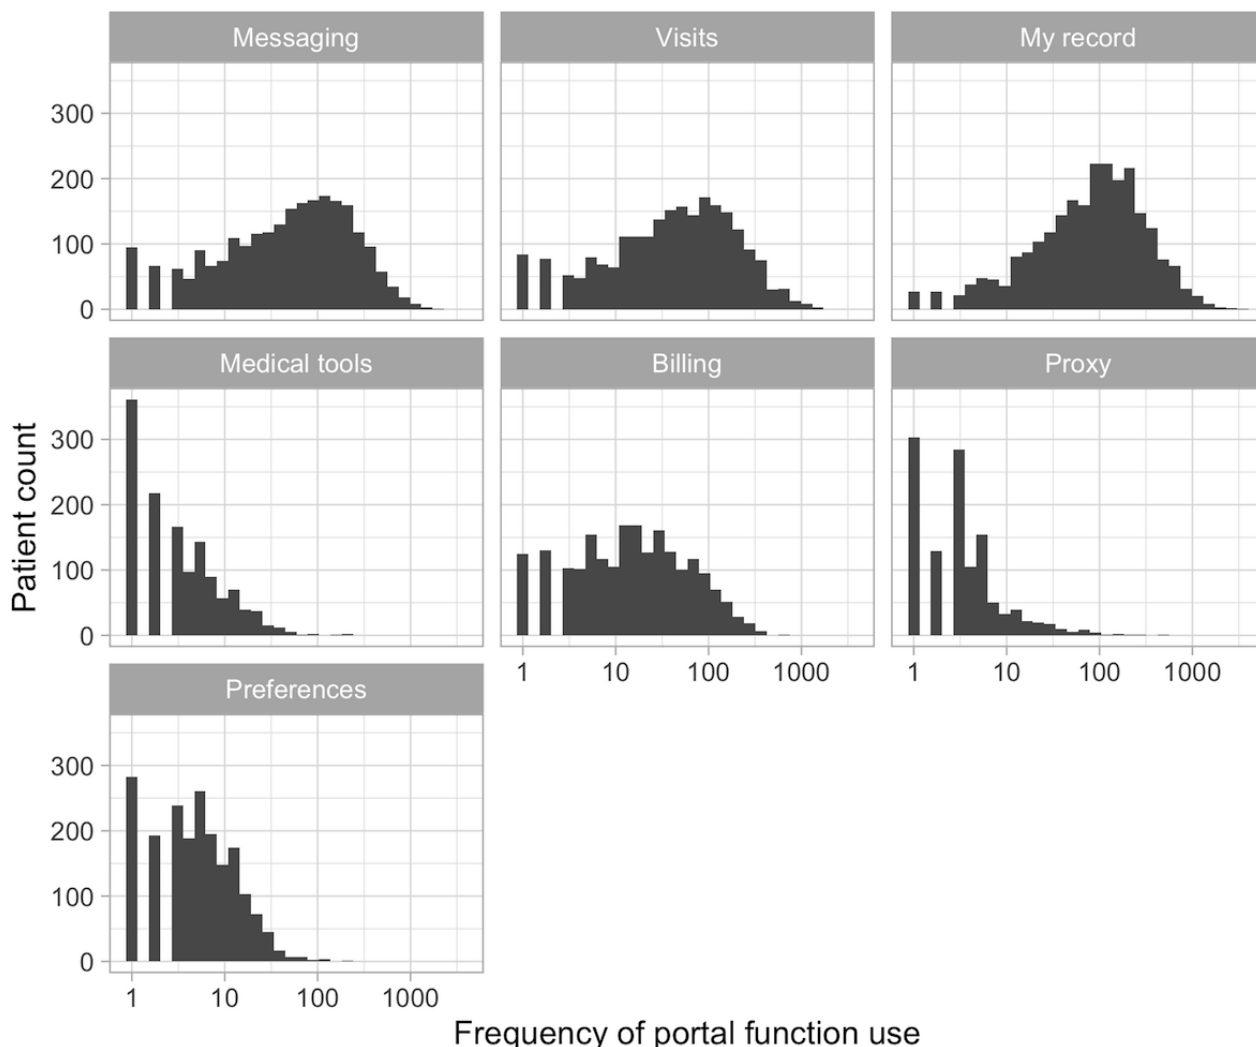 Messaging
Visits
My record
300
200
100
0
Medical tools
Billing
Proxy
300
200
100
0
1
10
100
1000
1
10
100
1000
Preferences
300
200
100
0
1
10
100
1000
Patient count
Frequency of portal function use